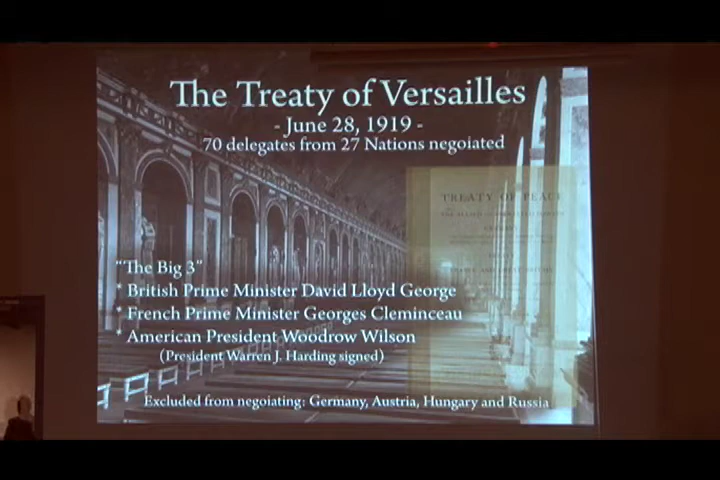 The Treaty of Versailles
- June 28, 1919 -
70 delegates from 27 Nations negoiated
TREATY OF PEACE
"The Big 3"
* British Prime Minister David Lloyd George
* French Prime Minister Georges Cleminceau
* American President Woodrow Wilson
(President Warren J. Harding signed)
Excluded from negoiating: Germany, Austria, Hungary and Russia